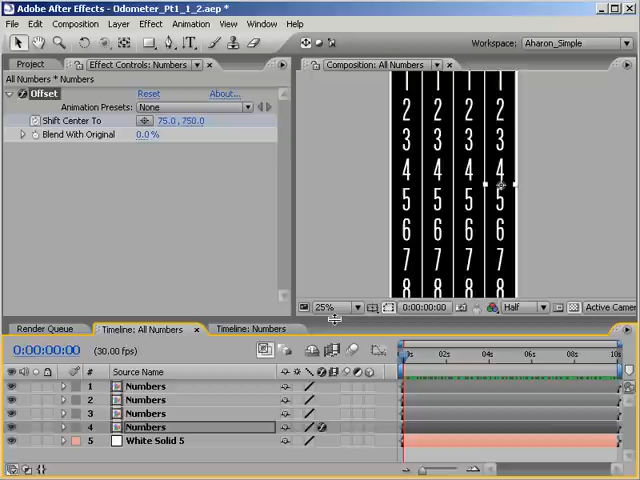 Adobe After Effects - Odometer_Pt1_1_2.aep *
File Edit Composition Layer Effect Animation View Window Help
Workspace: Aharon_Simple
Project Effect Controls: Numbers Composition: All Numbers
All Numbers * Numbers
Offset Reset About...
Animation Presets: None
Shift Center To 75.0, 750.0
Blend With Original 0.0 %
1 1 1 1
2 2 2 2
3 3 3 3
4 4 4 4
5 5 5 5
6 6 6 6
7 7 7 7
8 8 8 8
25% 0:00:00:00 Half Active Camer
Render Queue Timeline: All Numbers Timeline: Numbers
0:00:00:00 (30.00 fps)
02s 04s 06s 08s 10s
# Source Name
1 Numbers
2 Numbers
3 Numbers
4 Numbers
5 White Solid 5